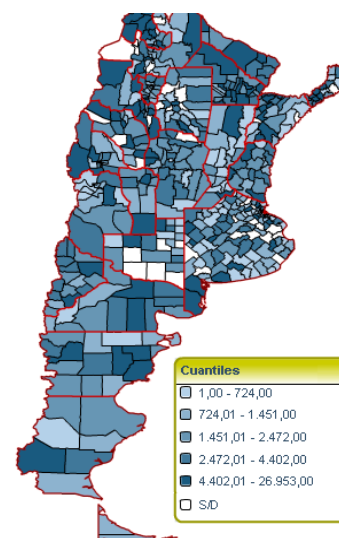 Cuantiles
1,00 - 724,00
724,01 - 1.451,00
1.451,01 - 2.472,00
2.472,01 - 4.402,00
4.402,01 - 26.953,00
S/D